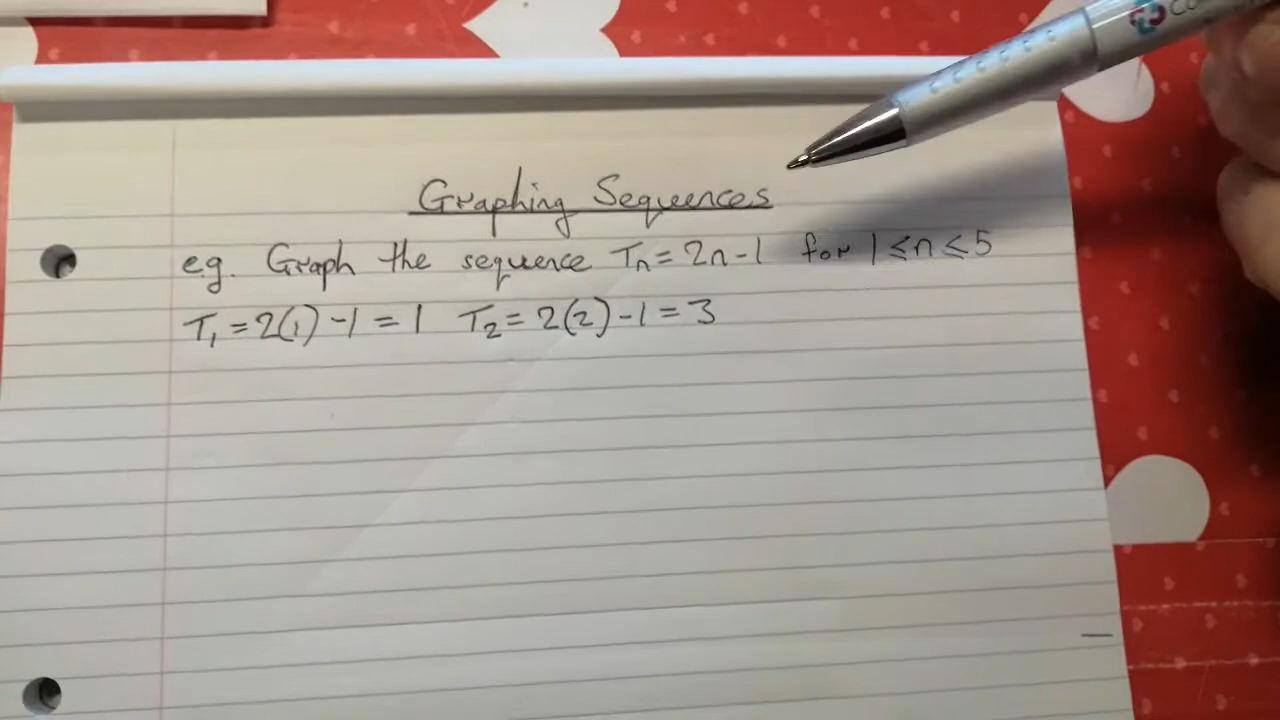 Graphing Sequences
e.g. Graph the sequence Tₙ = 2n - 1 for 1 ≤ n ≤ 5
T₁ = 2(1) - 1 = 1 T₂ = 2(2) - 1 = 3